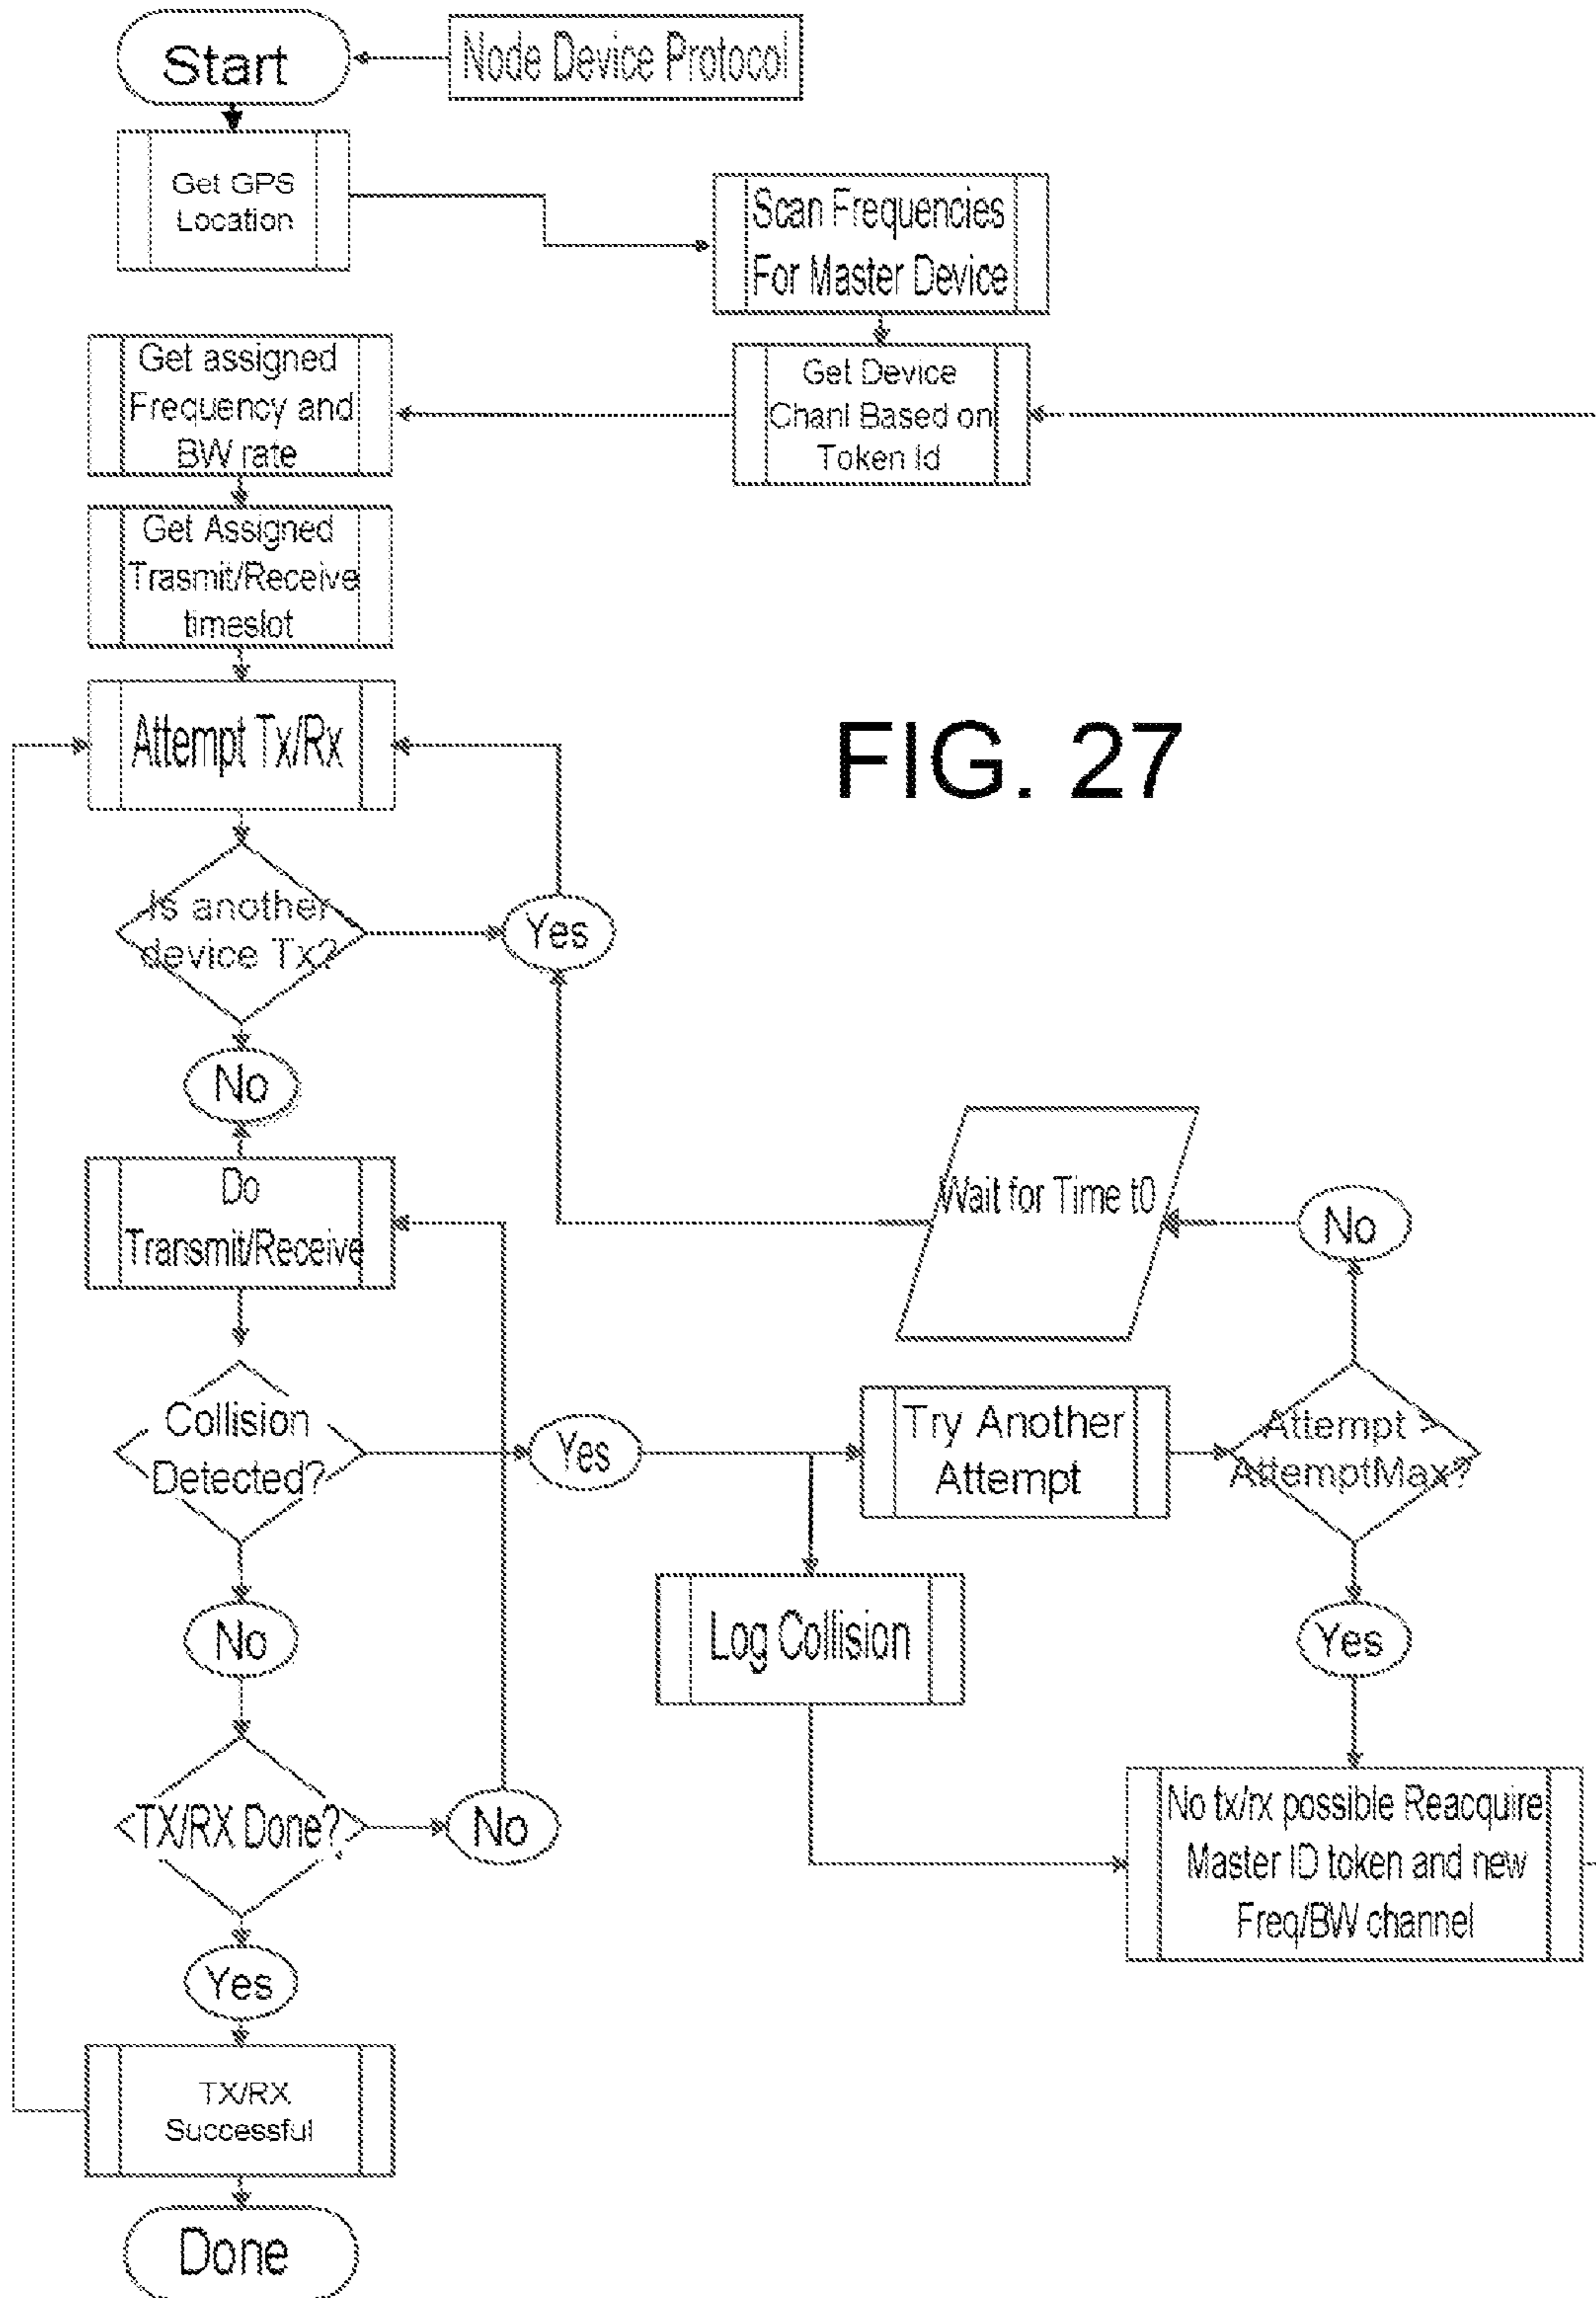 Start
Node Device Protocol
Get GPS
Location
Scan Frequencies
For Master Device
Get assigned
Frequency and
BW rate
Get Device
Chanl Based on
Token Id
Get Assigned
Trasmit/Receive
timeslot
Attempt Tx/Rx
FIG. 27
Is another
device Tx?
Yes
No
Do
Transmit/Receive
Wait for Time t0
No
Collision
Detected?
Yes
Try Another
Attempt
Attempt >
AttemptMax?
No
Log Collision
Yes
TX/RX Done?
No
No tx/rx possible Reacquire
Master ID token and new
Freq/BW channel
Yes
TX/RX
Successful
Done